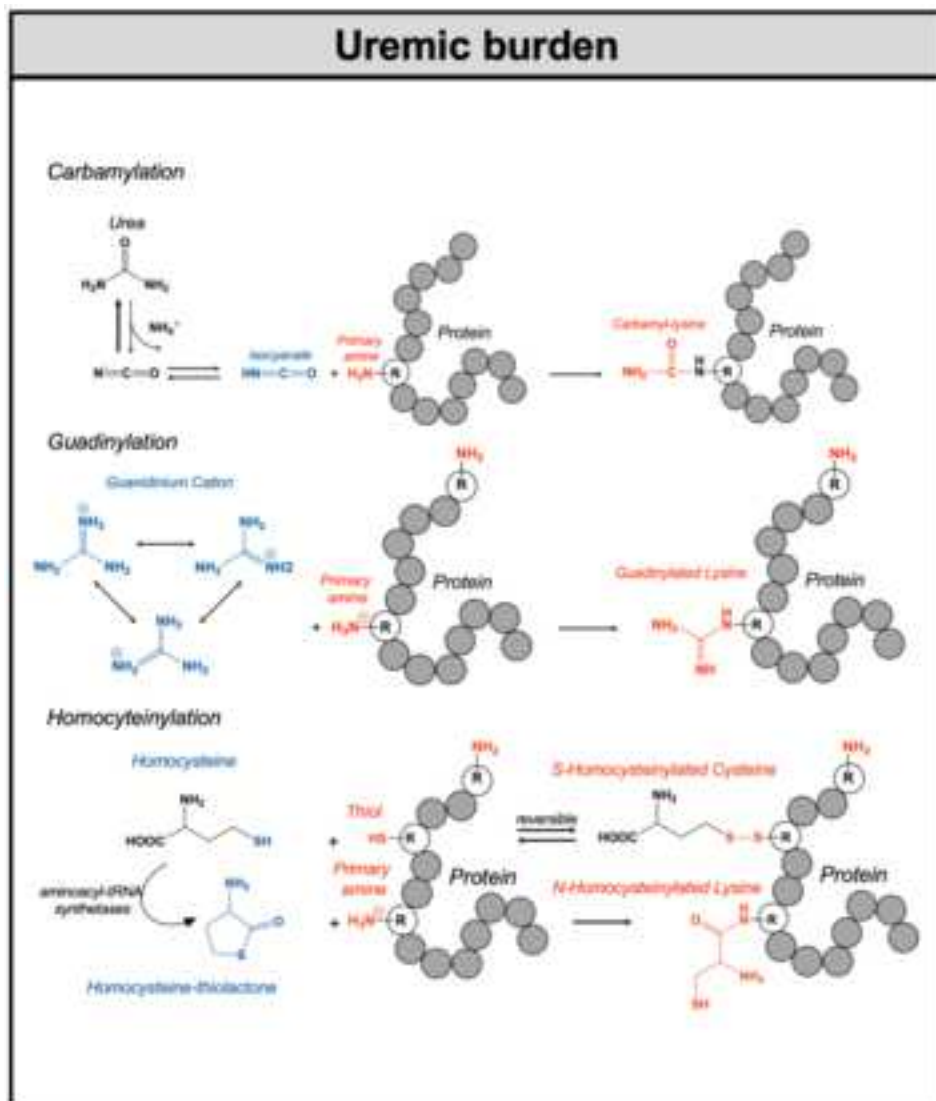 Uremic burden
Carbamylation
Urea
O
H₂N NH₂
NH₄⁺
N C O
Isocyanate
HN C O
+
Primary
amine
H₂N R
Protein
Carbamyl-lysine
O
NH₂ C H
N R
Protein
Guadinylation
Guanidinium Cation
NH₂
NH₂ NH₂
NH₂
NH₂ NH2
NH₂
NH₂ NH₂
+
Primary
amine
H₃N R
NH₂
R
Protein
Guadinylated Lysine
NH₂ H
N R
NH
NH₂
R
Protein
Homocyteinylation
Homocysteine
NH₂
HOOC SH
aminoacyl-tRNA
synthetases
NH₂
O
S
Homocysteine-thiolactone
+
Thiol
HS R
Primary
amine
+ H₃N R
NH₂
R
Protein
reversible
S-Homocysteinylated Cysteine
NH₂
HOOC S S R
N-Homocysteinylated-Lysine
O H
N R
NH₂
SH
NH₂
R
Protein